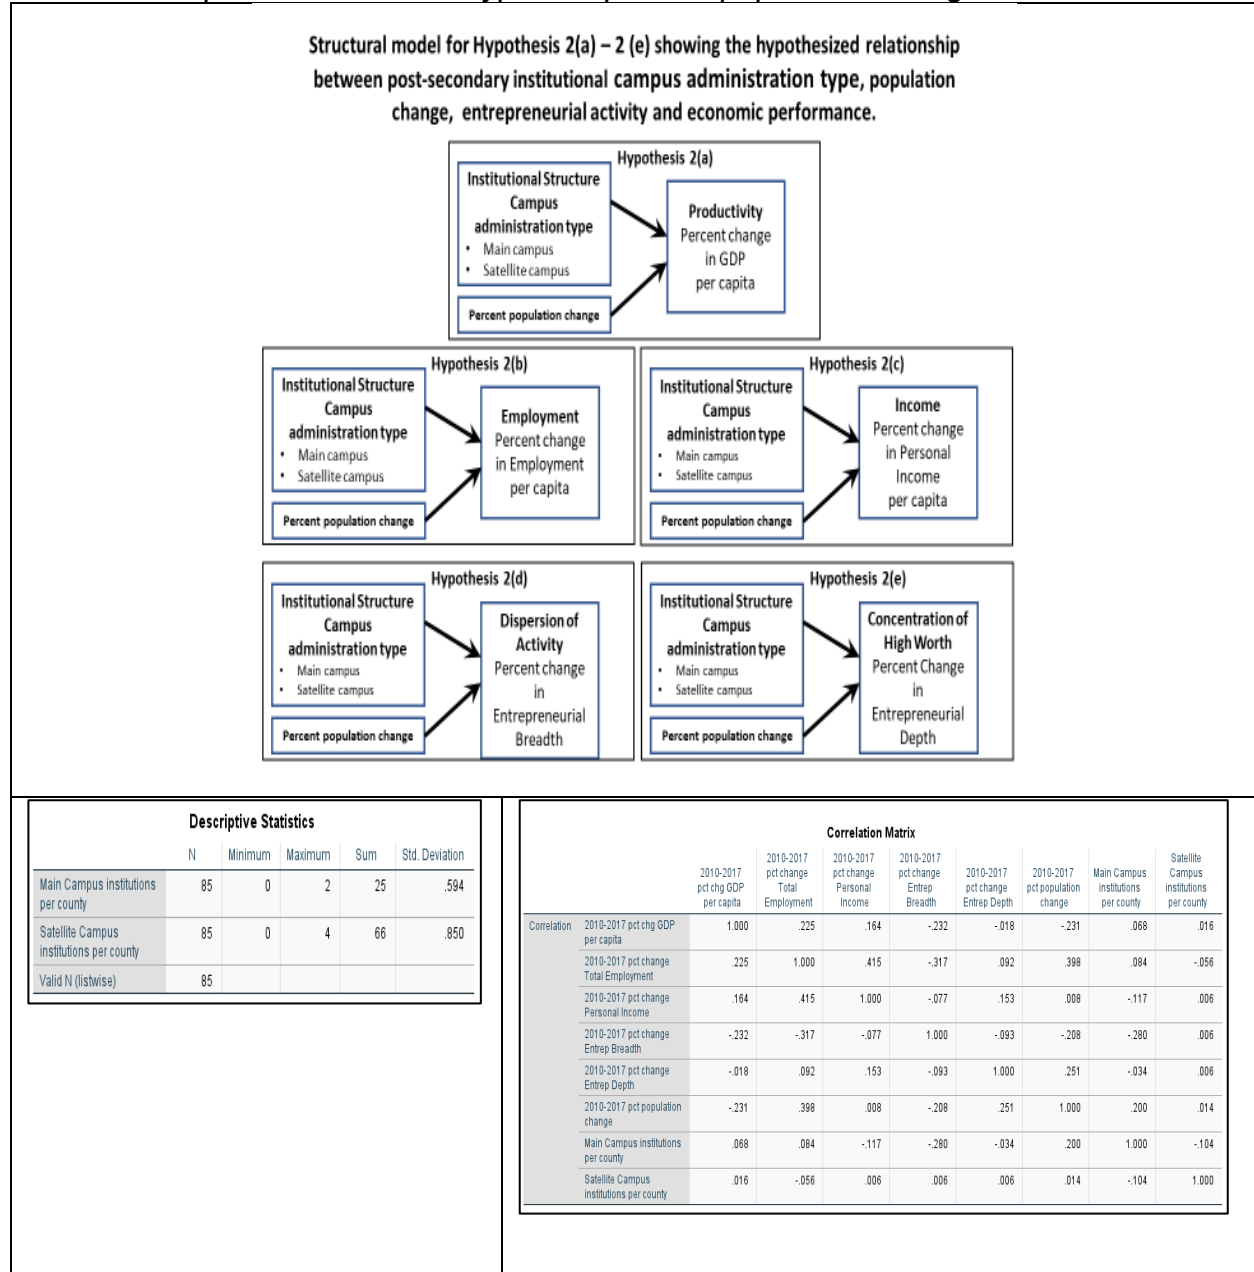 Structural model for Hypothesis 2(a) – 2 (e) showing the hypothesized relationship
between post-secondary institutional campus administration type, population
change, entrepreneurial activity and economic performance.
Hypothesis 2(a)
Institutional Structure
Campus
administration type
• Main campus
• Satellite campus
Percent population change
Productivity
Percent change
in GDP
per capita
Hypothesis 2(b)
Institutional Structure
Campus
administration type
• Main campus
• Satellite campus
Percent population change
Employment
Percent change
in Employment
per capita
Hypothesis 2(c)
Institutional Structure
Campus
administration type
• Main campus
• Satellite campus
Percent population change
Income
Percent change
in Personal
Income
per capita
Hypothesis 2(d)
Institutional Structure
Campus
administration type
• Main campus
• Satellite campus
Percent population change
Dispersion of
Activity
Percent change
in
Entrepreneurial
Breadth
Hypothesis 2(e)
Institutional Structure
Campus
administration type
• Main campus
• Satellite campus
Percent population change
Concentration of
High Worth
Percent Change
in
Entrepreneurial
Depth
Descriptive Statistics
N Minimum Maximum Sum Std. Deviation
Main Campus institutions
per county 85 0 2 25 .594
Satellite Campus
institutions per county 85 0 4 66 .850
Valid N (listwise) 85
Correlation Matrix
2010-2017
pct chg GDP
per capita
2010-2017
pct change
Total
Employment
2010-2017
pct change
Personal
Income
2010-2017
pct change
Entrep
Breadth
2010-2017
pct change
Entrep Depth
2010-2017
pct population
change
Main Campus
institutions
per county
Satellite
Campus
institutions
per county
Correlation 2010-2017 pct chg GDP
per capita 1.000 .225 .164 -.232 -.018 -.231 .068 .016
2010-2017 pct change
Total Employment .225 1.000 .415 -.317 .092 .398 .084 -.056
2010-2017 pct change
Personal Income .164 .415 1.000 -.077 .153 .008 -.117 .006
2010-2017 pct change
Entrep Breadth -.232 -.317 -.077 1.000 -.093 -.208 -.280 .006
2010-2017 pct change
Entrep Depth -.018 .092 .153 -.093 1.000 .251 -.034 .006
2010-2017 pct population
change -.231 .398 .008 -.208 .251 1.000 .200 .014
Main Campus institutions
per county .068 .084 -.117 -.280 -.034 .200 1.000 -.104
Satellite Campus
institutions per county .016 -.056 .006 .006 .006 .014 -.104 1.000